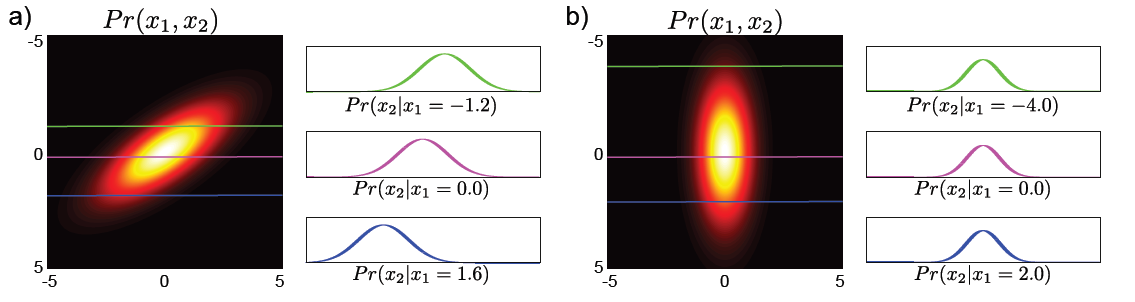 a)
Pr(x₁, x₂)
-5
0
5
-5
0
5
Pr(x₂|x₁ = −1.2)
Pr(x₂|x₁ = 0.0)
Pr(x₂|x₁ = 1.6)
b)
Pr(x₁, x₂)
-5
0
5
-5
0
5
Pr(x₂|x₁ = −4.0)
Pr(x₂|x₁ = 0.0)
Pr(x₂|x₁ = 2.0)